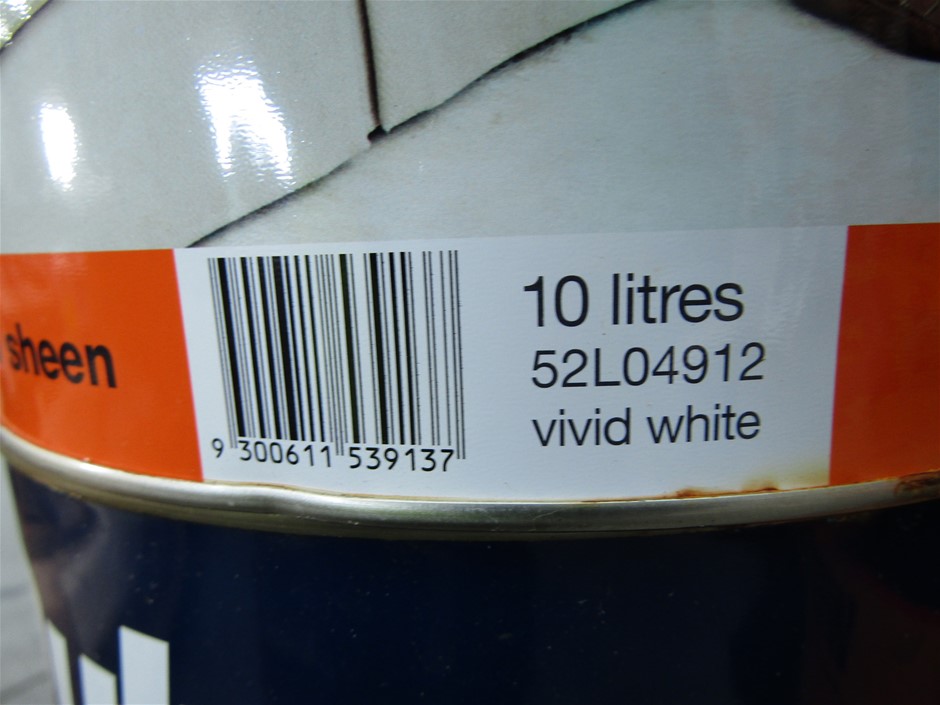 sheen
10 litres
52L04912
vivid white
9 300611 539137